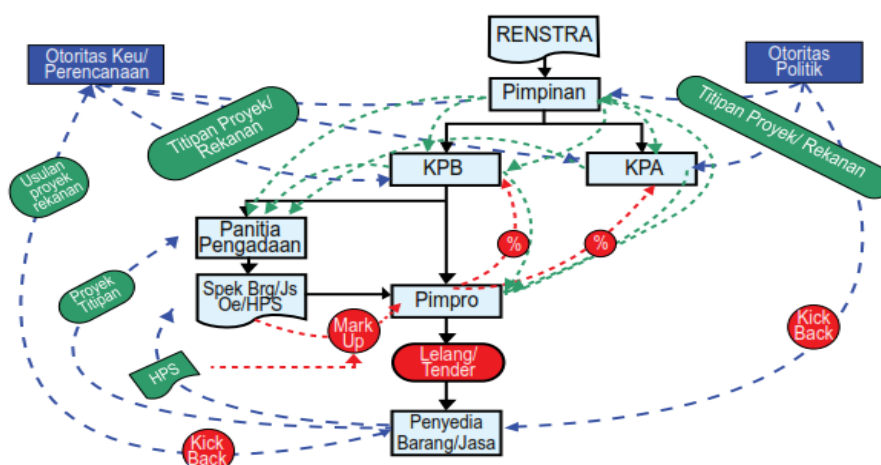 RENSTRA
Otoritas Keu/
Perencanaan
Otoritas
Politik
Pimpinan
Titipan Proyek/
Rekanan
Titipan Proyek/ Rekanan
KPB
KPA
Usulan
proyek
rekanan
Panitia
Pengadaan
%
%
Proyek
Titipan
Spek Brg/Js
Oe/HPS
Pimpro
Mark
Up
Kick
Back
Lelang/
Tender
HPS
Penyedia
Barang/Jasa
Kick
Back